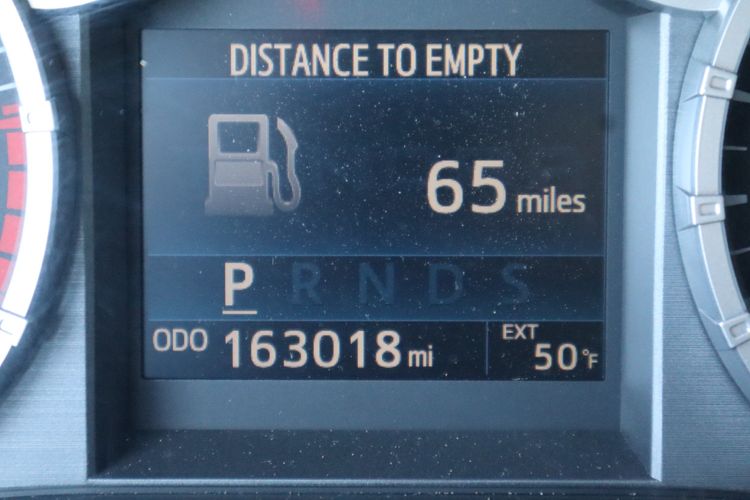 DISTANCE TO EMPTY
65 miles
P R N D S
ODO 163018 mi
EXT 50°F